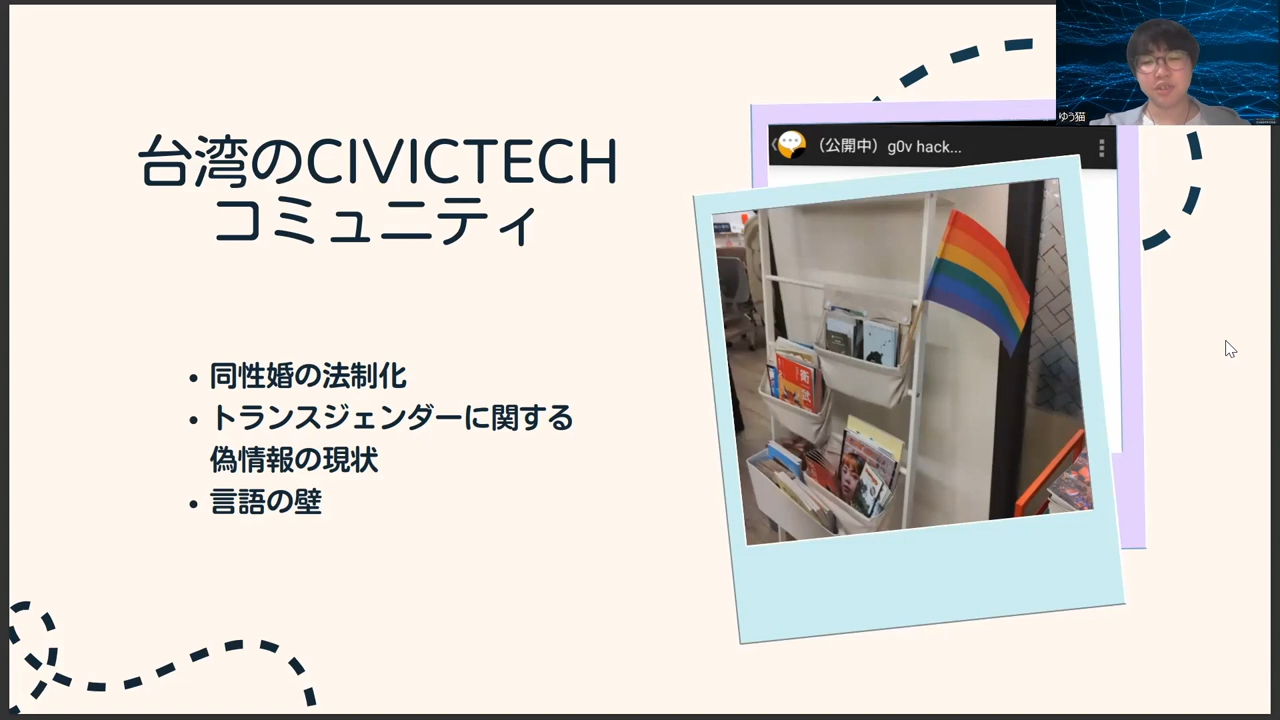 台湾のCIVICTECH
コミュニティ
同性婚の法制化
トランスジェンダーに関する
偽情報の現状
言語の壁
（公開中）g0v hack...
ゆう猫